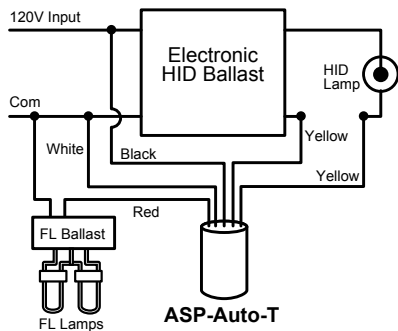 120V Input
Electronic
HID Ballast
HID
Lamp
Com
White
Black
Yellow
Yellow
Red
FL Ballast
FL Lamps
ASP-Auto-T